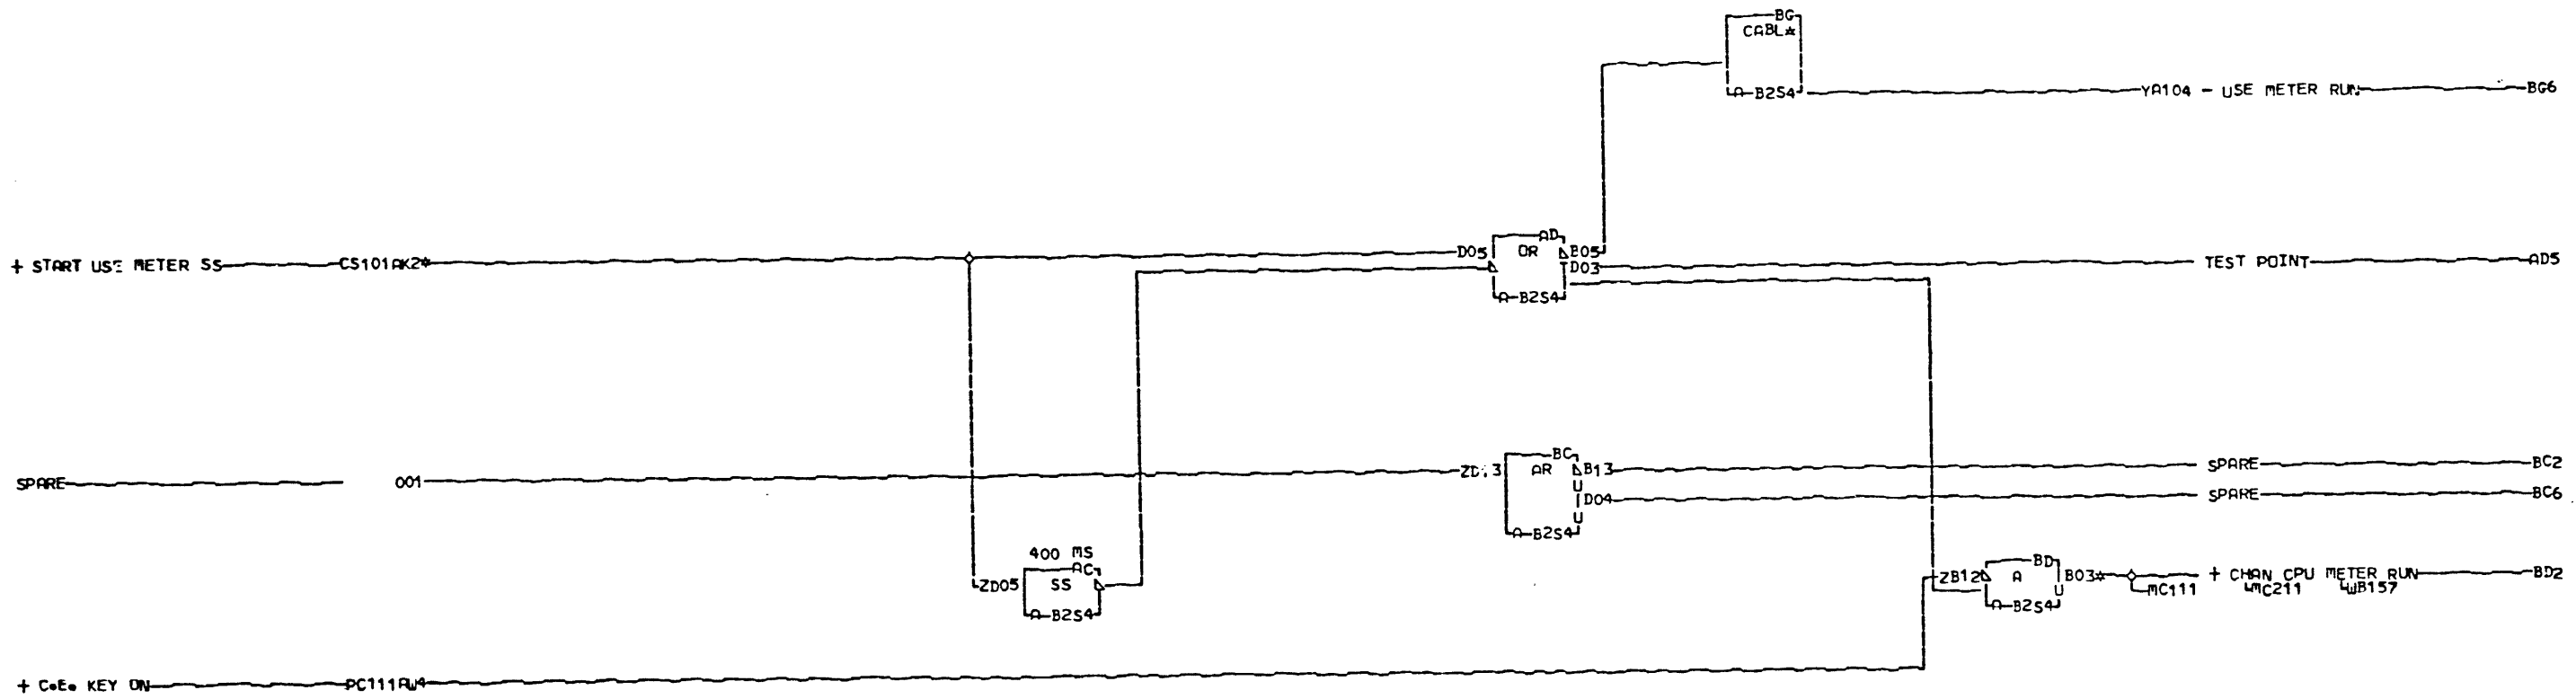 BG
CABL*
A-B2S4
YA104 - USE METER RUN BG6
+ START USE METER SS CS101AK2*
D05 OR AD B05
D03
A-B2S4
TEST POINT AD5
SPARE 001
AR BC B13
U
D04
U
A-B2S4
SPARE BC2
SPARE BC6
400 MS
AC
ZD05 SS
A-B2S4
BD
ZB12 A B03*
U
A-B2S4
MC111
+ CHAN CPU METER RUN BD2
MC211 WB157
+ C.E. KEY ON PC111AW4